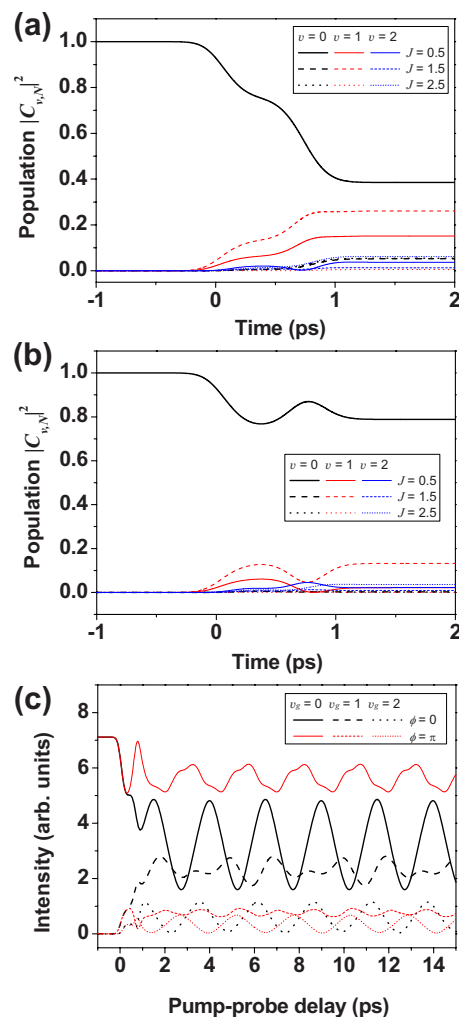 (a)
v = 0 v = 1 v = 2
J = 0.5
J = 1.5
J = 2.5
Population |C_{v,N}|^2
1.0
0.8
0.6
0.4
0.2
0.0
-1 0 1 2
Time (ps)
(b)
v = 0 v = 1 v = 2
J = 0.5
J = 1.5
J = 2.5
Population |C_{v,N}|^2
1.0
0.8
0.6
0.4
0.2
0.0
-1 0 1 2
Time (ps)
(c)
v_g = 0 v_g = 1 v_g = 2
ϕ = 0
ϕ = π
Intensity (arb. units)
8
6
4
2
0
0 2 4 6 8 10 12 14
Pump-probe delay (ps)